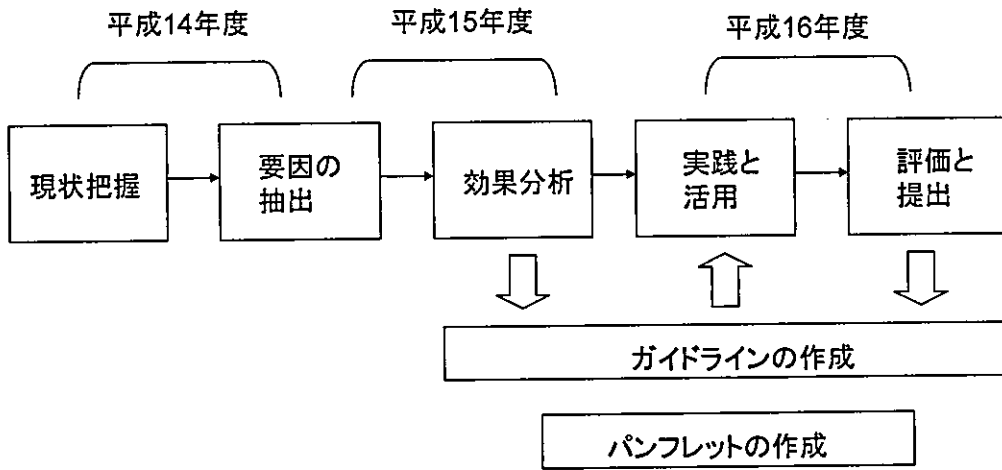 平成14年度
平成15年度
平成16年度
現状把握
要因の
抽出
効果分析
実践と
活用
評価と
提出
ガイドラインの作成
パンフレットの作成